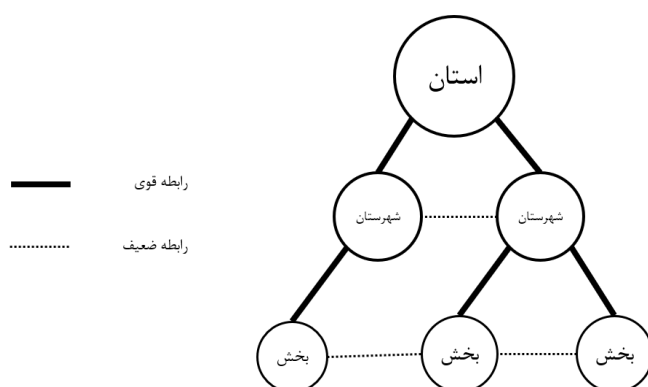 استان
رابطه قوی
شهرستان
شهرستان
رابطه ضعیف
بخش
بخش
بخش